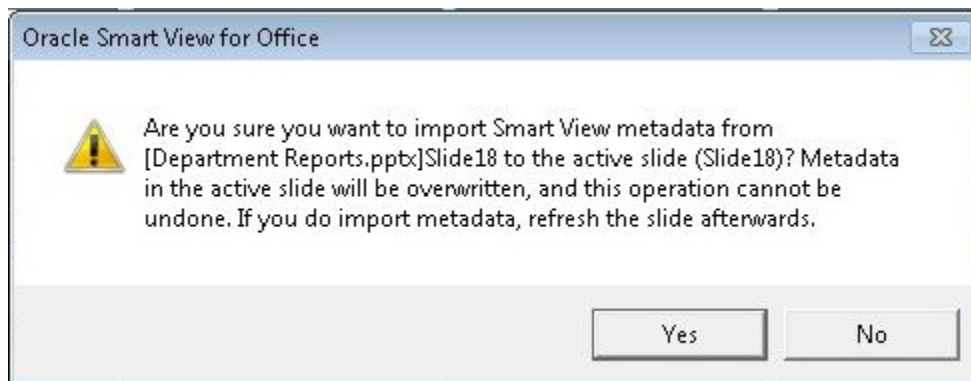 Oracle Smart View for Office
Are you sure you want to import Smart View metadata from
[Department Reports.pptx]Slide18 to the active slide (Slide18)? Metadata
in the active slide will be overwritten, and this operation cannot be
undone. If you do import metadata, refresh the slide afterwards.
Yes
No